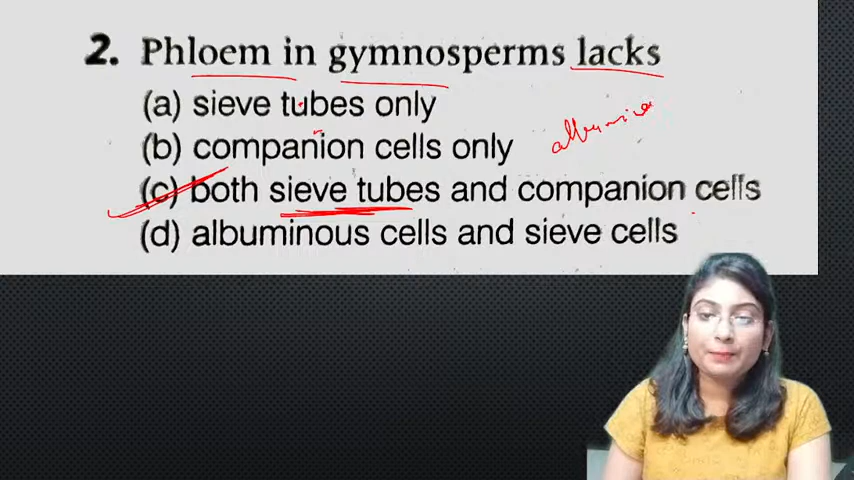 2. Phloem in gymnosperms lacks
(a) sieve tubes only
(b) companion cells only
(c) both sieve tubes and companion cells
(d) albuminous cells and sieve cells